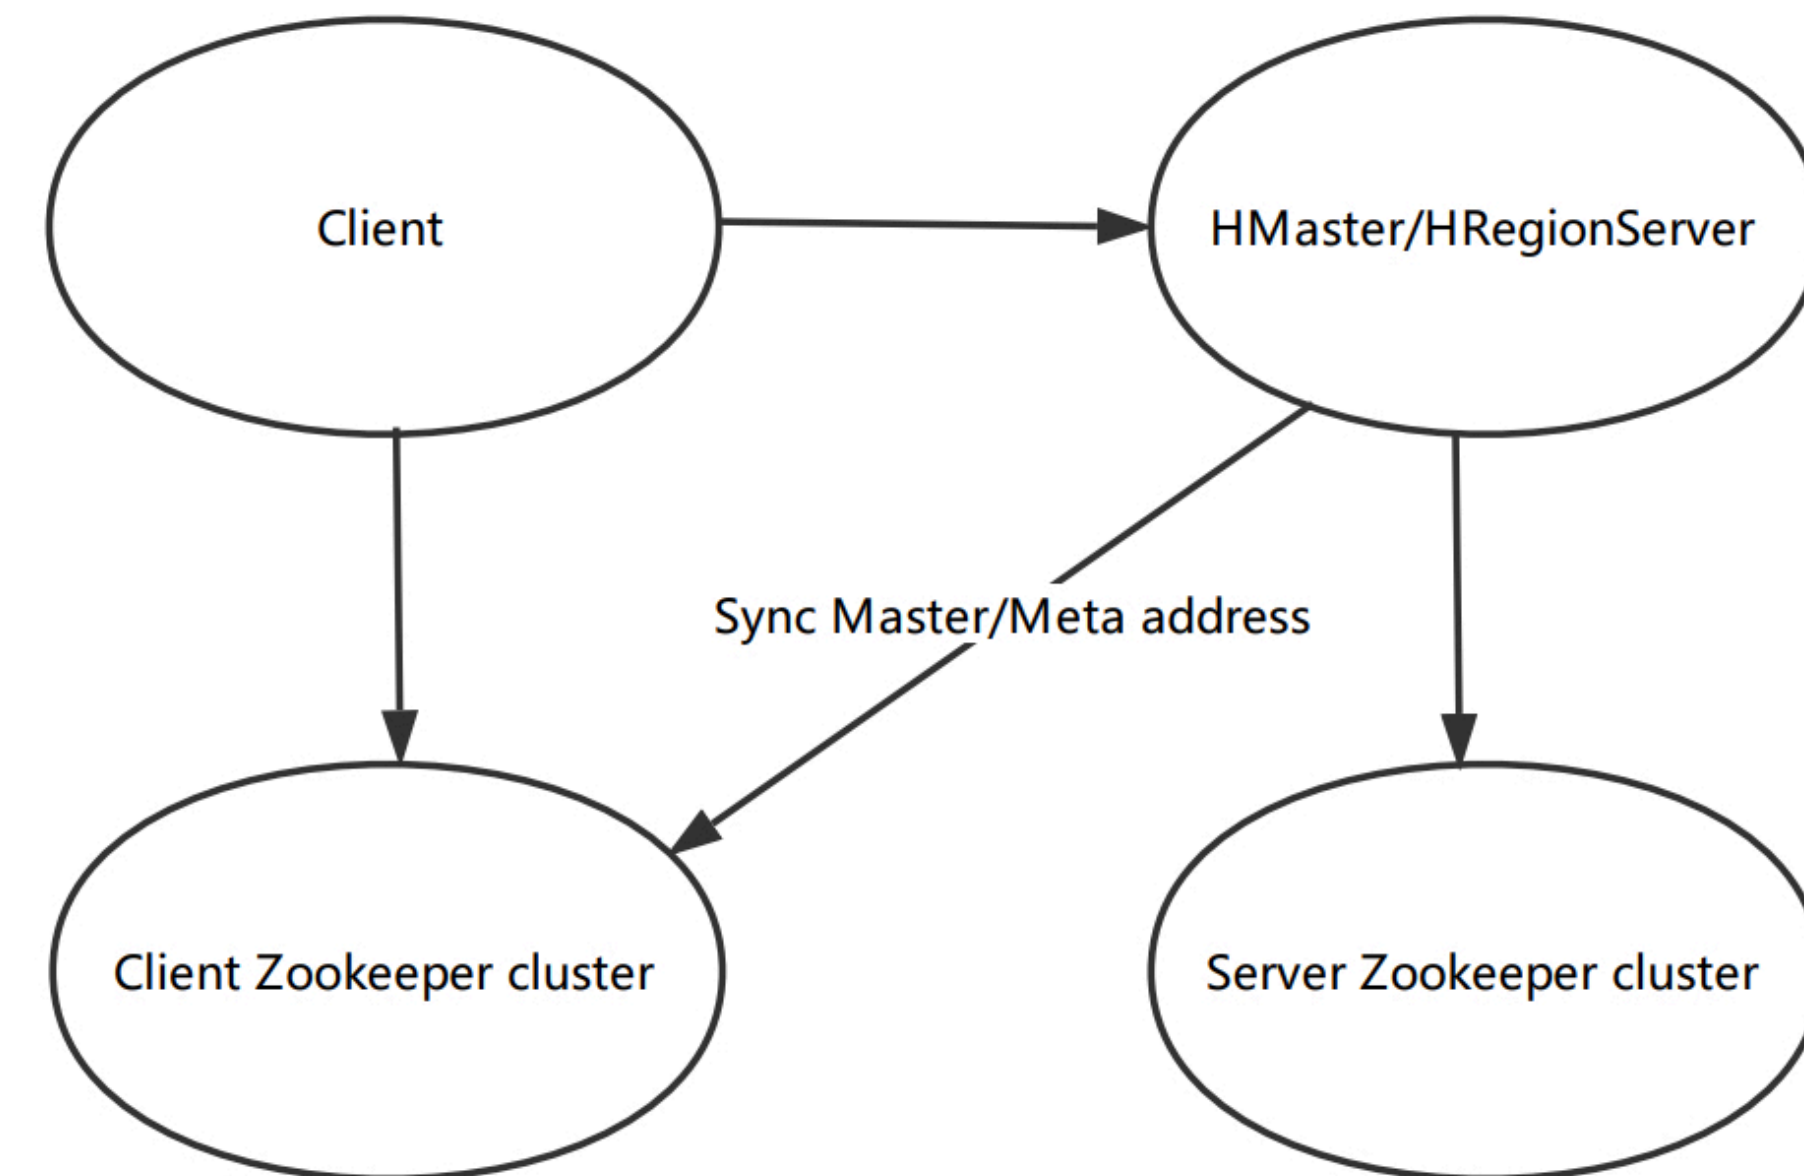 Client
HMaster/HRegionServer
Sync Master/Meta address
Client Zookeeper cluster
Server Zookeeper cluster